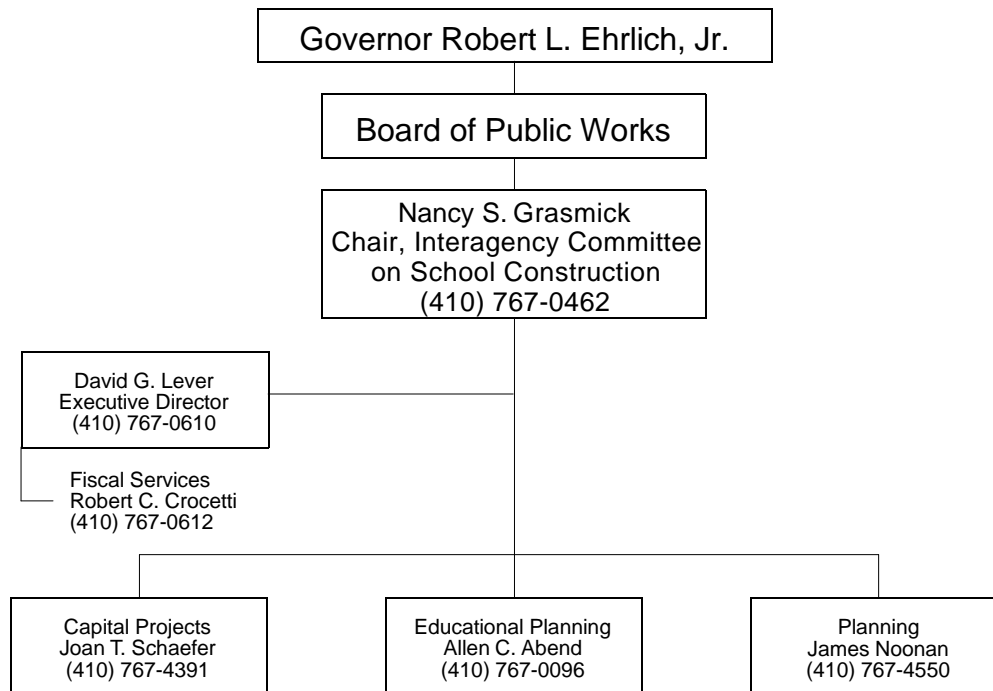 Governor Robert L. Ehrlich, Jr.
Board of Public Works
Nancy S. Grasmick
Chair, Interagency Committee
on School Construction
(410) 767-0462
David G. Lever
Executive Director
(410) 767-0610
Fiscal Services
Robert C. Crocetti
(410) 767-0612
Capital Projects
Joan T. Schaefer
(410) 767-4391
Educational Planning
Allen C. Abend
(410) 767-0096
Planning
James Noonan
(410) 767-4550